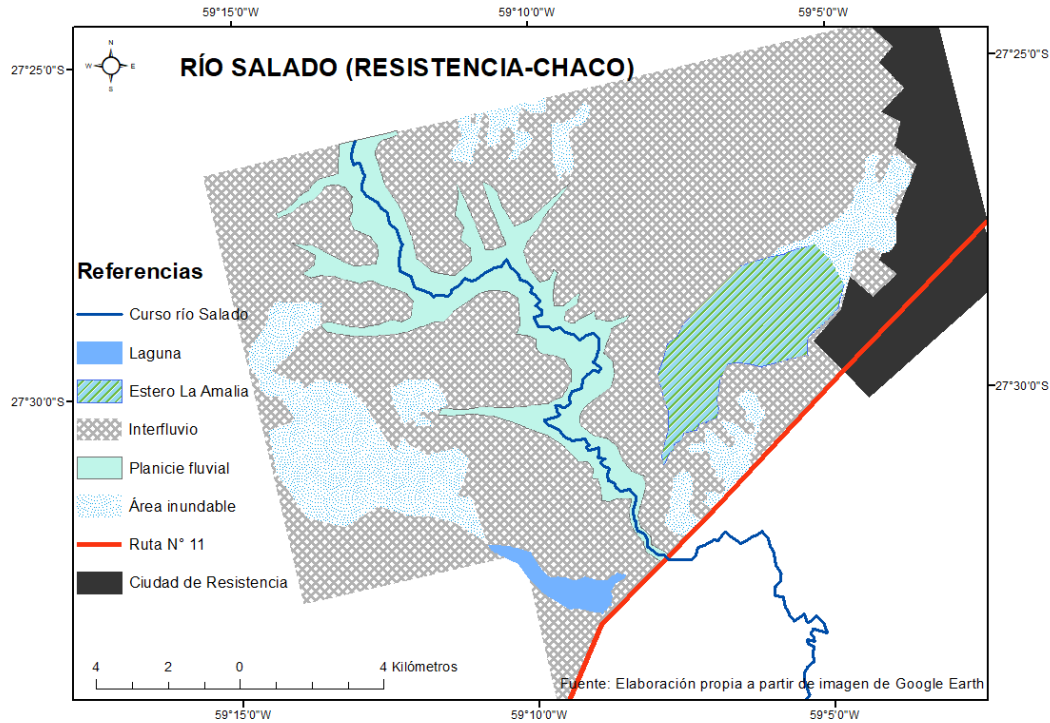 59°15'0"W 59°10'0"W 59°5'0"W
27°25'0"S 27°25'0"S
N
W E
S
RÍO SALADO (RESISTENCIA-CHACO)
Referencias
Curso río Salado
Laguna
Estero La Amalia
Interfluvio
Planicie fluvial
Área inundable
Ruta N° 11
Ciudad de Resistencia
27°30'0"S 27°30'0"S
4 2 0 4 Kilómetros
Fuente: Elaboración propia a partir de imagen de Google Earth
59°15'0"W 59°10'0"W 59°5'0"W